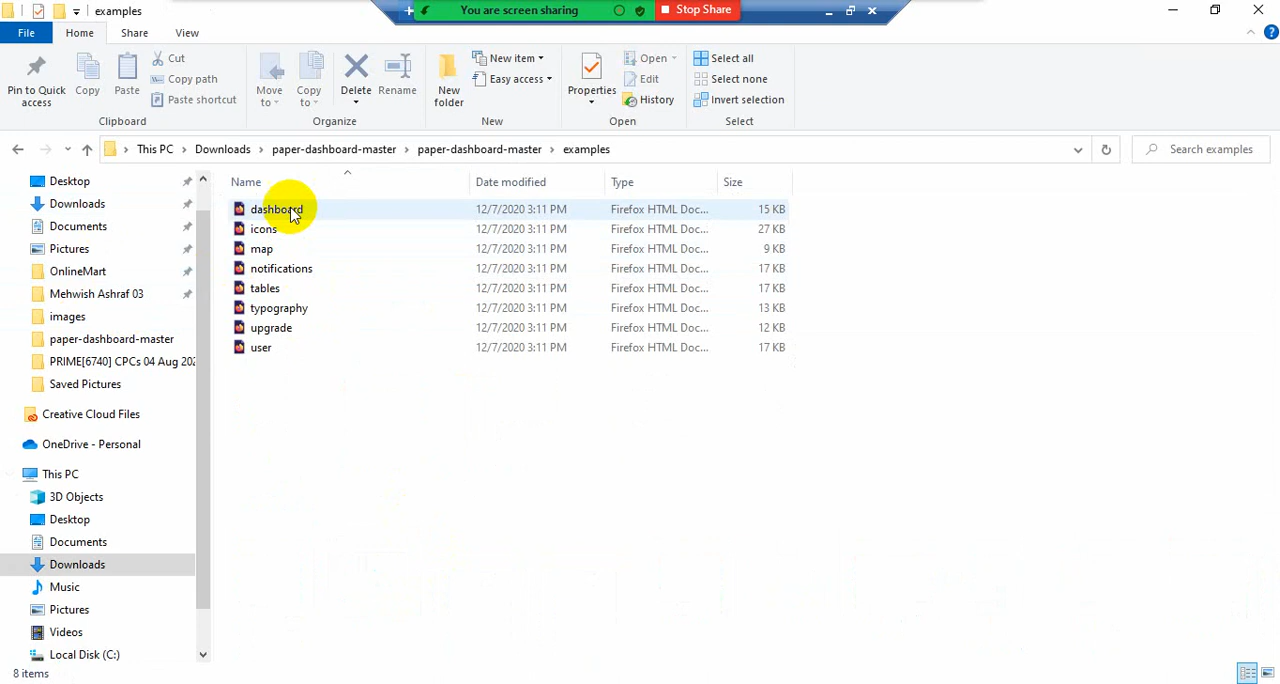 examples
You are screen sharing
Stop Share
File
Home
Share
View
Pin to Quick access
Copy
Paste
Cut
Copy path
Paste shortcut
Clipboard
Move to
Copy to
Delete
Rename
Organize
New folder
New item
Easy access
New
Properties
Open
Edit
History
Open
Select all
Select none
Invert selection
Select
This PC
Downloads
paper-dashboard-master
paper-dashboard-master
examples
Search examples
Desktop
Downloads
Documents
Pictures
OnlineMart
Mehwish Ashraf 03
images
paper-dashboard-master
PRIME[6740] CPCs 04 Aug 202
Saved Pictures
Creative Cloud Files
OneDrive - Personal
This PC
3D Objects
Desktop
Documents
Downloads
Music
Pictures
Videos
Local Disk (C:)
Name Date modified Type Size
dashboard 12/7/2020 3:11 PM Firefox HTML Doc... 15 KB
icons 12/7/2020 3:11 PM Firefox HTML Doc... 27 KB
map 12/7/2020 3:11 PM Firefox HTML Doc... 9 KB
notifications 12/7/2020 3:11 PM Firefox HTML Doc... 17 KB
tables 12/7/2020 3:11 PM Firefox HTML Doc... 17 KB
typography 12/7/2020 3:11 PM Firefox HTML Doc... 13 KB
upgrade 12/7/2020 3:11 PM Firefox HTML Doc... 12 KB
user 12/7/2020 3:11 PM Firefox HTML Doc... 17 KB
8 items